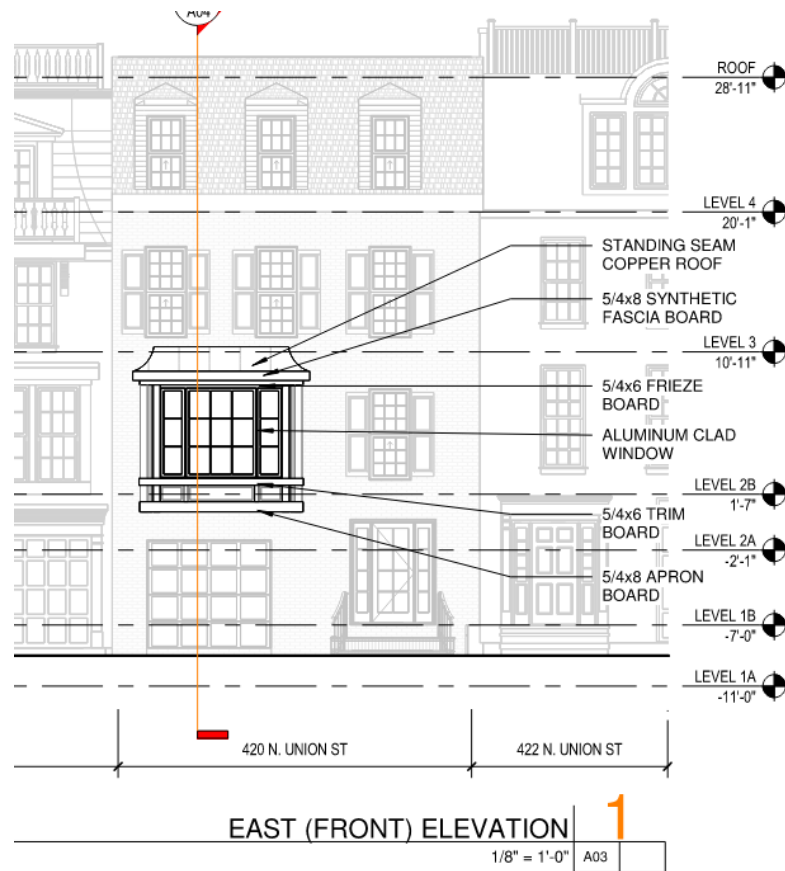 A04
ROOF
28'-11"
LEVEL 4
20'-1"
STANDING SEAM
COPPER ROOF
5/4x8 SYNTHETIC
FASCIA BOARD
LEVEL 3
10'-11"
5/4x6 FRIEZE
BOARD
ALUMINUM CLAD
WINDOW
LEVEL 2B
1'-7"
5/4x6 TRIM
BOARD
LEVEL 2A
-2'-1"
5/4x8 APRON
BOARD
LEVEL 1B
-7'-0"
LEVEL 1A
-11'-0"
420 N. UNION ST
422 N. UNION ST
EAST (FRONT) ELEVATION
1
1/8" = 1'-0"
A03